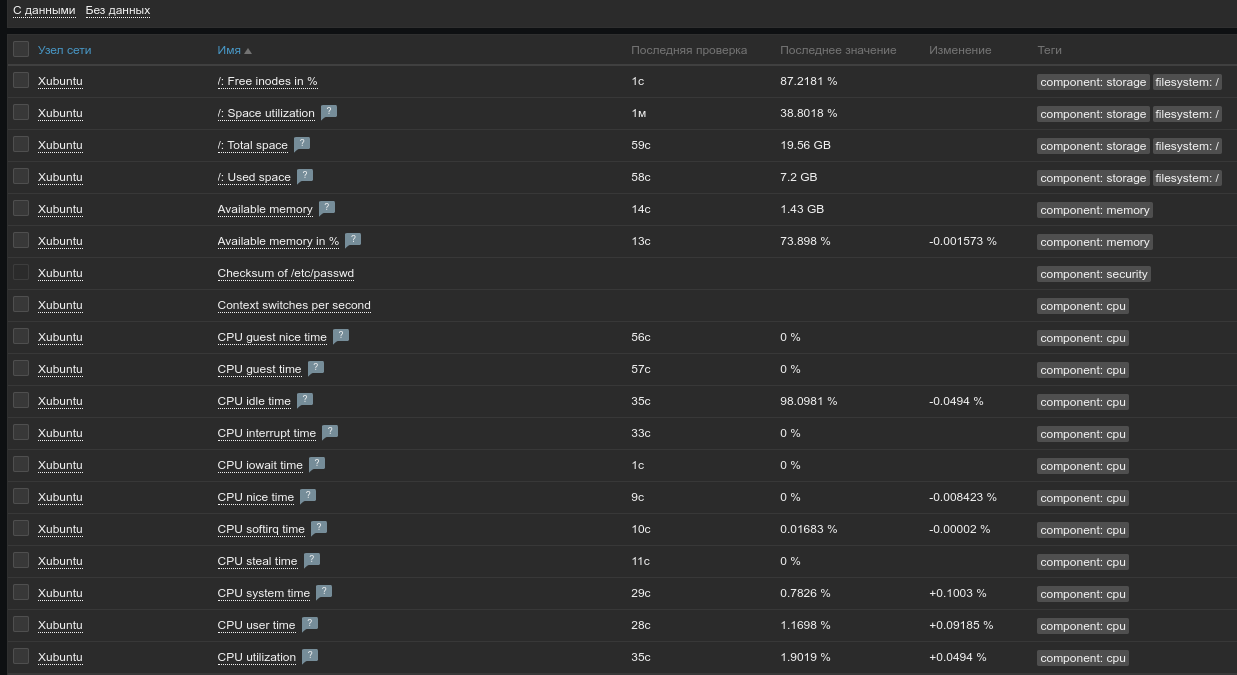 С данными Без данных
Узел сети Имя Последняя проверка Последнее значение Изменение Теги
Xubuntu /: Free inodes in % 1с 87.2181 % component: storage filesystem: /
Xubuntu /: Space utilization ? 1м 38.8018 % component: storage filesystem: /
Xubuntu /: Total space ? 59с 19.56 GB component: storage filesystem: /
Xubuntu /: Used space ? 58с 7.2 GB component: storage filesystem: /
Xubuntu Available memory ? 14с 1.43 GB component: memory
Xubuntu Available memory in % ? 13с 73.898 % -0.001573 % component: memory
Xubuntu Checksum of /etc/passwd component: security
Xubuntu Context switches per second component: cpu
Xubuntu CPU guest nice time ? 56с 0 % component: cpu
Xubuntu CPU guest time ? 57с 0 % component: cpu
Xubuntu CPU idle time ? 35с 98.0981 % -0.0494 % component: cpu
Xubuntu CPU interrupt time ? 33с 0 % component: cpu
Xubuntu CPU iowait time ? 1с 0 % component: cpu
Xubuntu CPU nice time ? 9с 0 % -0.008423 % component: cpu
Xubuntu CPU softirq time ? 10с 0.01683 % -0.00002 % component: cpu
Xubuntu CPU steal time ? 11с 0 % component: cpu
Xubuntu CPU system time ? 29с 0.7826 % +0.1003 % component: cpu
Xubuntu CPU user time ? 28с 1.1698 % +0.09185 % component: cpu
Xubuntu CPU utilization ? 35с 1.9019 % +0.0494 % component: cpu